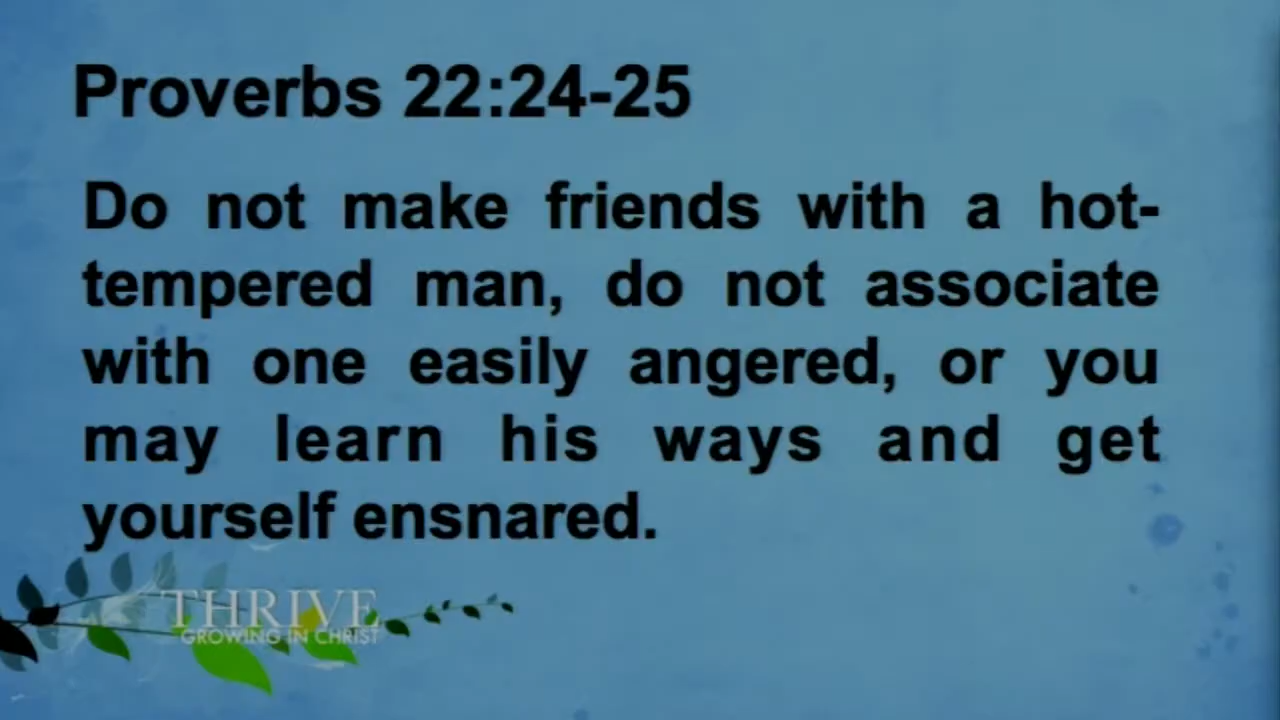 Proverbs 22:24-25
Do not make friends with a hot-
tempered man, do not associate
with one easily angered, or you
may learn his ways and get
yourself ensnared.
THRIVE
GROWING IN CHRIST